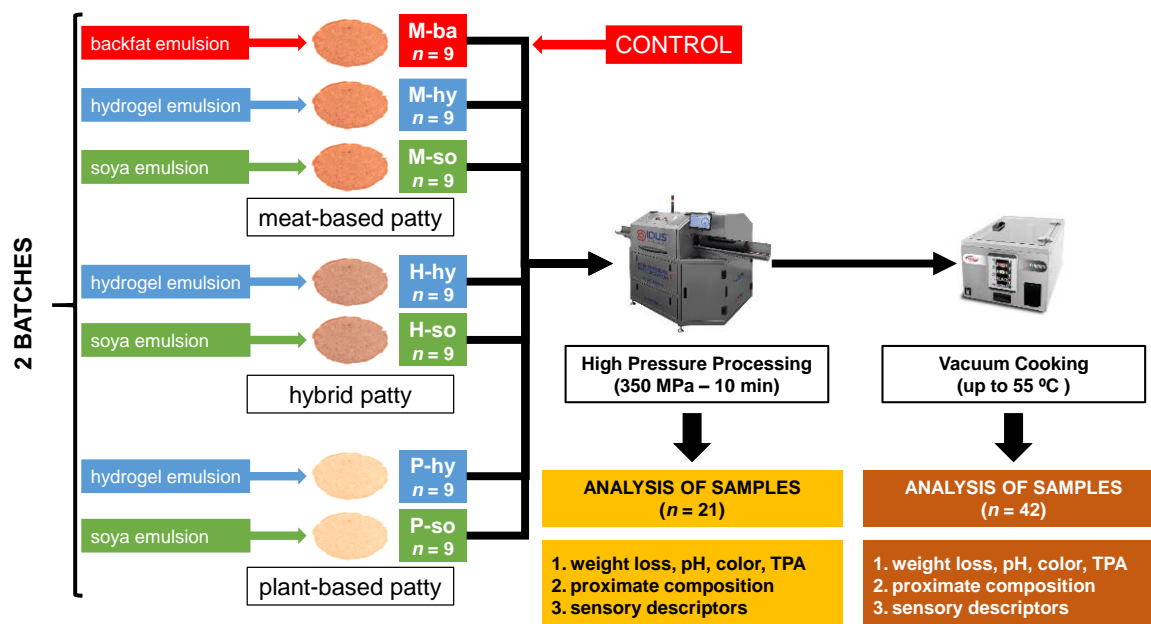 2 BATCHES
backfat emulsion
M-ba
n = 9
CONTROL
hydrogel emulsion
M-hy
n = 9
soya emulsion
M-so
n = 9
meat-based patty
hydrogel emulsion
H-hy
n = 9
soya emulsion
H-so
n = 9
hybrid patty
hydrogel emulsion
P-hy
n = 9
soya emulsion
P-so
n = 9
plant-based patty
IDUS
High Pressure Processing
(350 MPa – 10 min)
Vacuum Cooking
(up to 55 ºC )
ANALYSIS OF SAMPLES
(n = 21)
1. weight loss, pH, color, TPA
2. proximate composition
3. sensory descriptors
ANALYSIS OF SAMPLES
(n = 42)
1. weight loss, pH, color, TPA
2. proximate composition
3. sensory descriptors